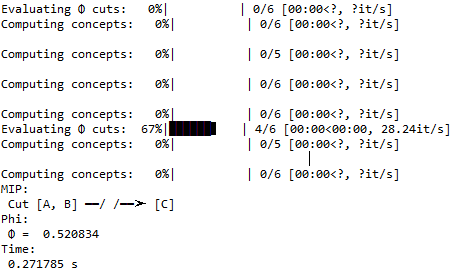 Evaluating Φ cuts:   0%|          | 0/6 [00:00<?, ?it/s]
Computing concepts:   0%|          | 0/6 [00:00<?, ?it/s]
Computing concepts:   0%|          | 0/5 [00:00<?, ?it/s]
Computing concepts:   0%|          | 0/6 [00:00<?, ?it/s]
Computing concepts:   0%|          | 0/6 [00:00<?, ?it/s]
Evaluating Φ cuts:  67%|██████▋   | 4/6 [00:00<00:00, 28.24it/s]
Computing concepts:   0%|          | 0/5 [00:00<?, ?it/s]
Computing concepts:   0%|          | 0/6 [00:00<?, ?it/s]
MIP:
 Cut [A, B] ━━/ /━━➤ [C]
Phi:
 Φ =  0.520834
Time:
 0.271785 s